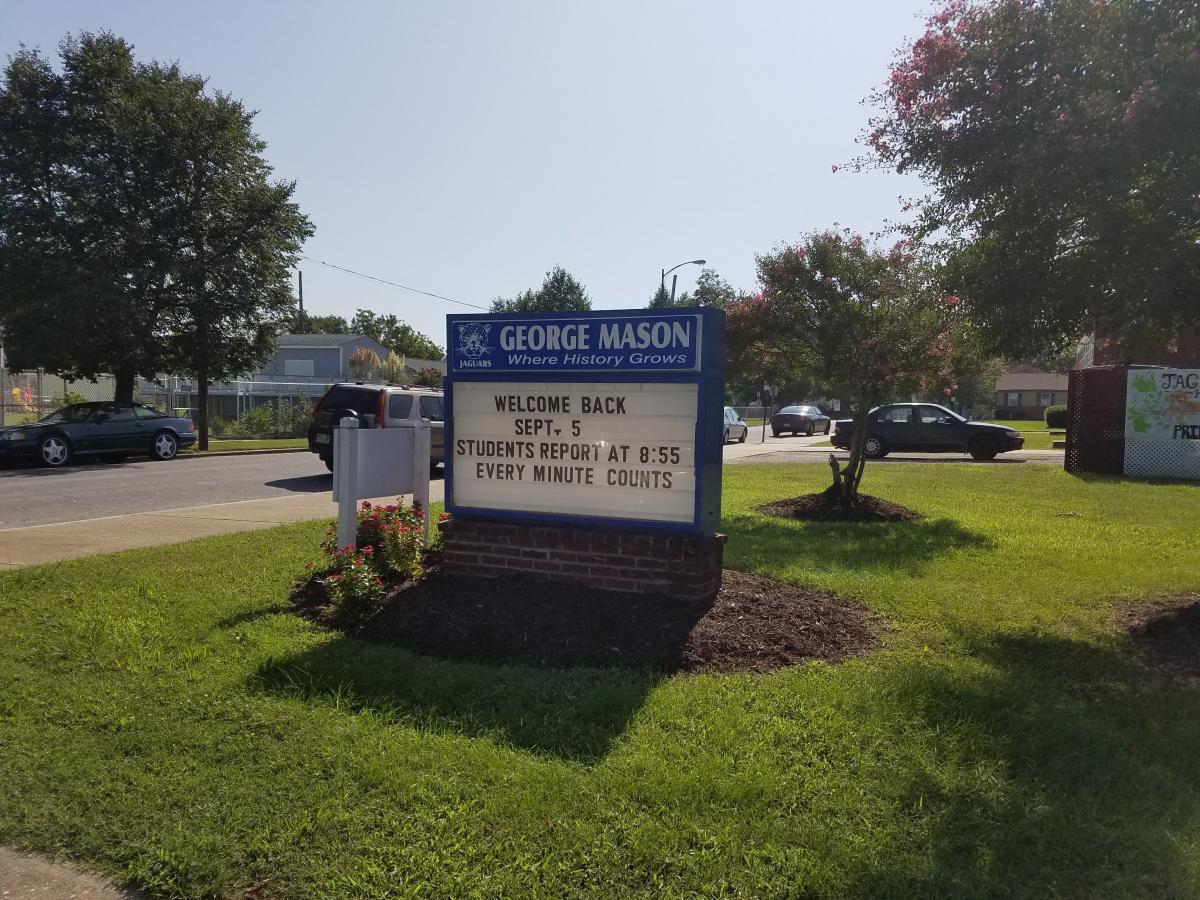 GEORGE MASON
Where History Grows
JAGUARS
WELCOME BACK
SEPT. 5
STUDENTS REPORT AT 8:55
EVERY MINUTE COUNTS
JAG
PRI